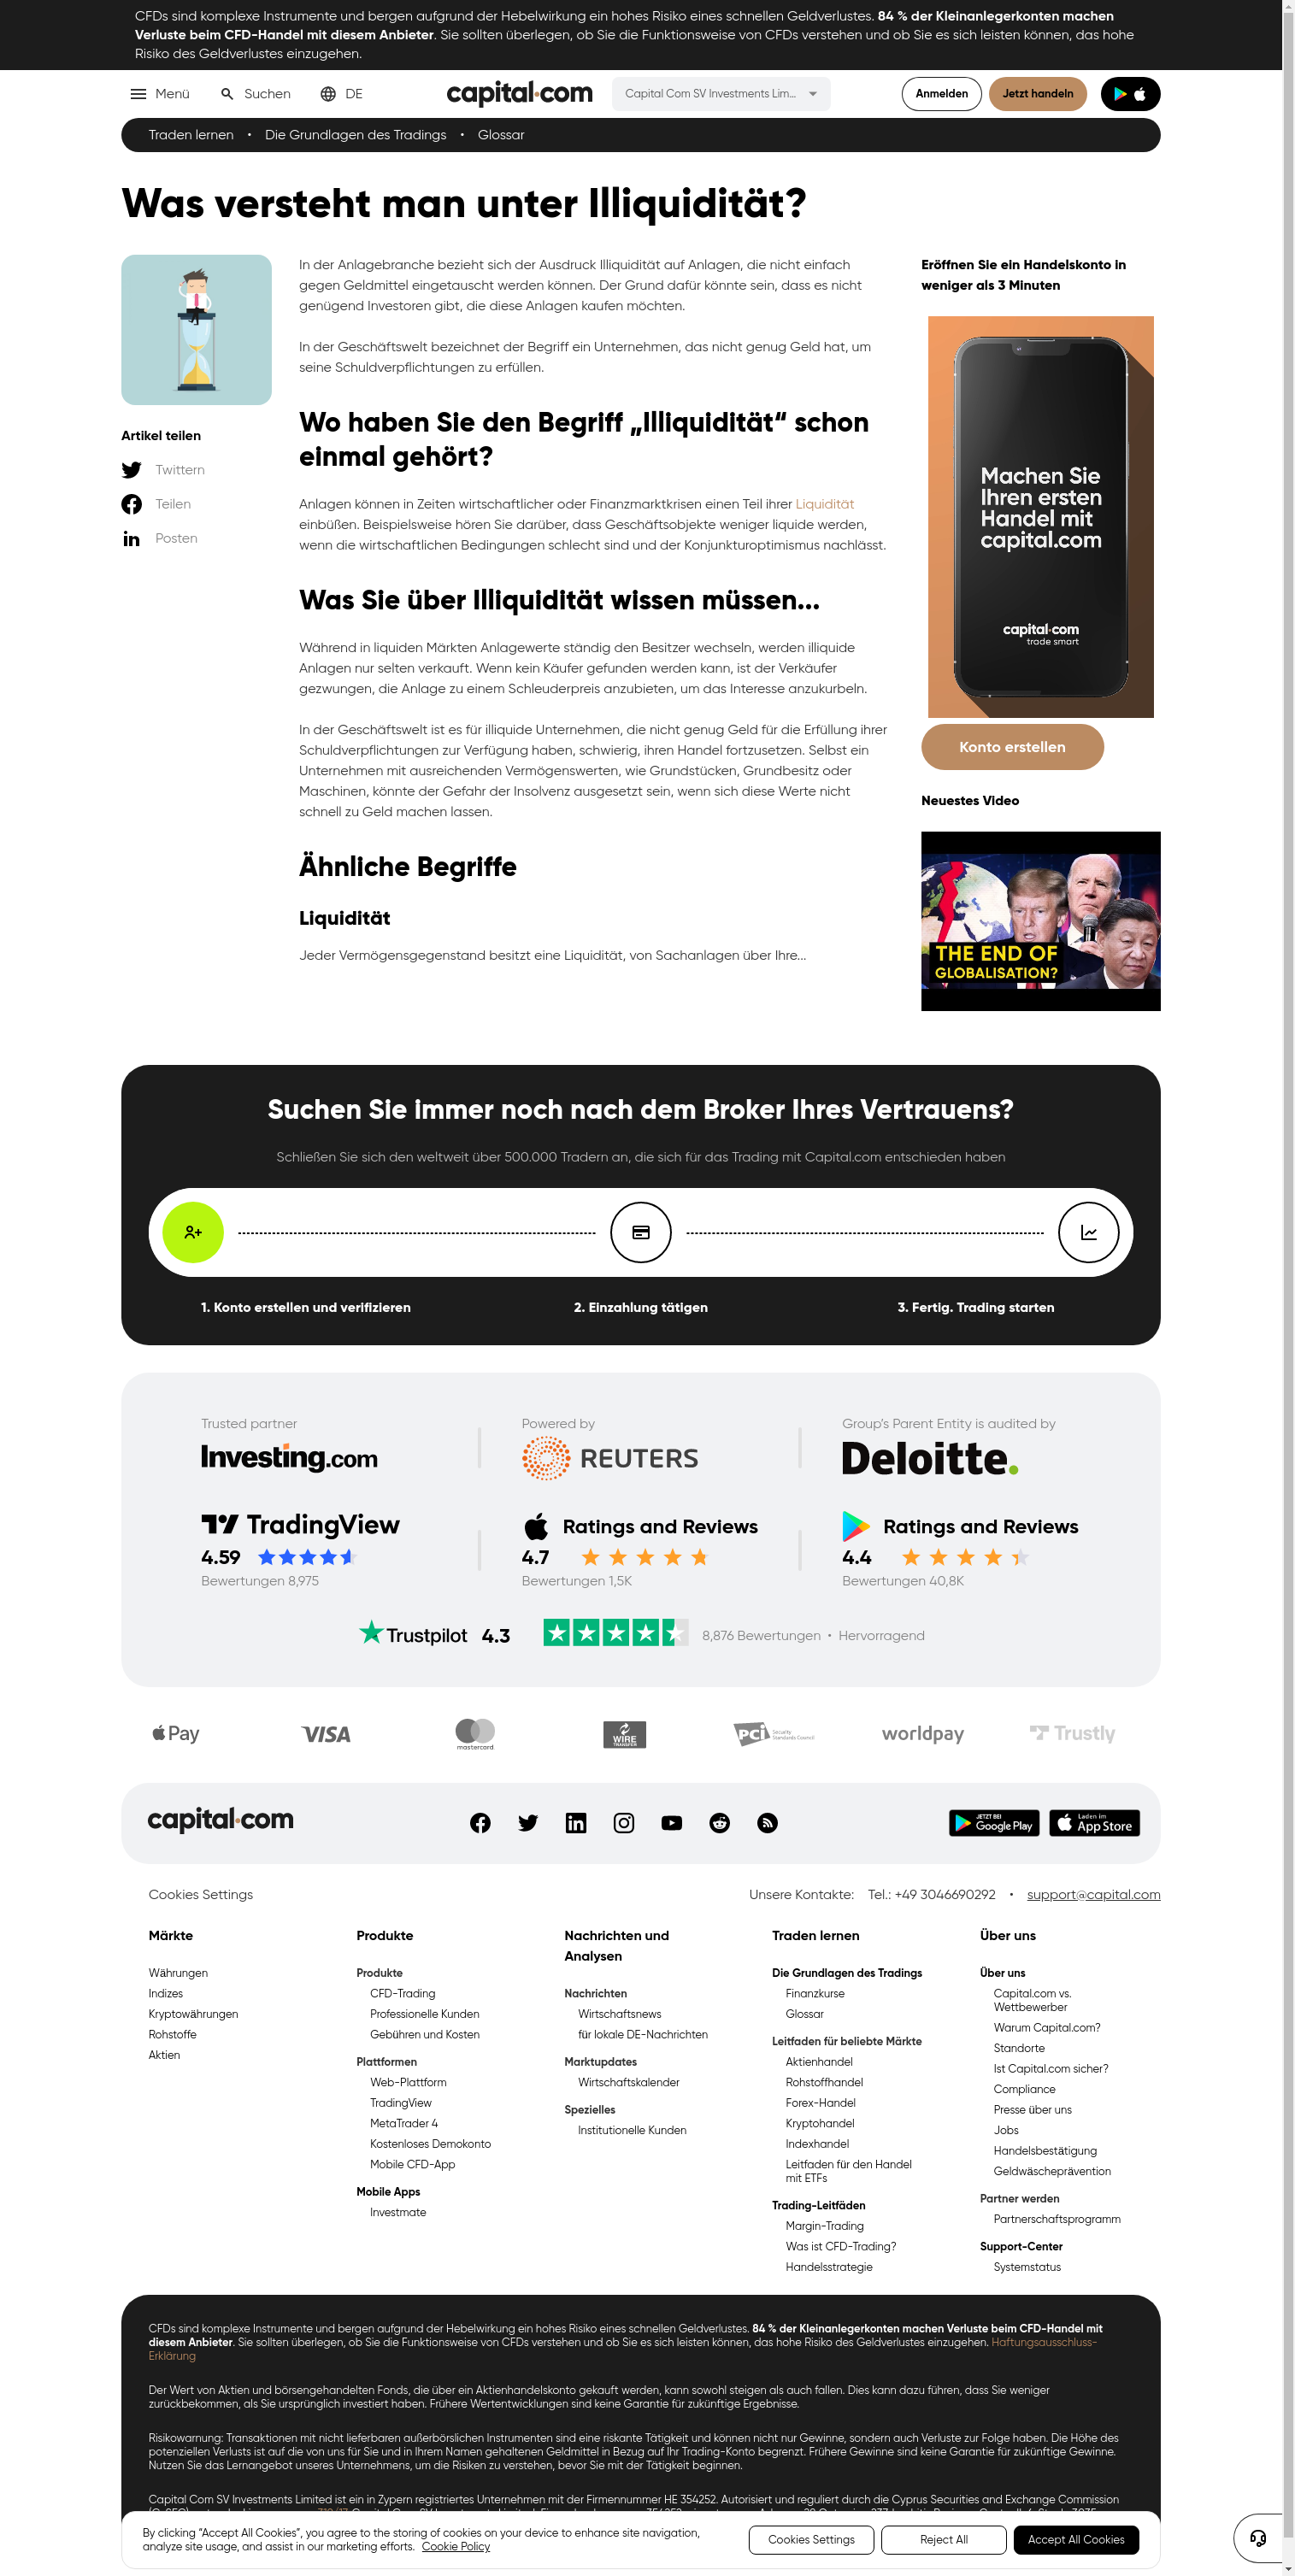 CFDs sind komplexe Instrumente und bergen aufgrund der Hebelwirkung ein hohes Risiko eines schnellen Geldverlustes. 84 % der Kleinanlegerkonten machen
Verluste beim CFD-Handel mit diesem Anbieter. Sie sollten überlegen, ob Sie die Funktionsweise von CFDs verstehen und ob Sie es sich leisten können, das hohe
Risiko des Geldverlustes einzugehen.
Menü Suchen DE capital.com Capital Com SV Investments Lim... Anmelden Jetzt handeln
Traden lernen • Die Grundlagen des Tradings • Glossar
Was versteht man unter Illiquidität?
In der Anlagebranche bezieht sich der Ausdruck Illiquidität auf Anlagen, die nicht einfach
gegen Geldmittel eingetauscht werden können. Der Grund dafür könnte sein, dass es nicht
genügend Investoren gibt, die diese Anlagen kaufen möchten.
In der Geschäftswelt bezeichnet der Begriff ein Unternehmen, das nicht genug Geld hat, um
seine Schuldverpflichtungen zu erfüllen.
Artikel teilen
Twittern
Teilen
Posten
Wo haben Sie den Begriff „Illiquidität“ schon
einmal gehört?
Anlagen können in Zeiten wirtschaftlicher oder Finanzmarktkrisen einen Teil ihrer Liquidität
einbüßen. Beispielsweise hören Sie darüber, dass Geschäftsobjekte weniger liquide werden,
wenn die wirtschaftlichen Bedingungen schlecht sind und der Konjunkturoptimismus nachlässt.
Was Sie über Illiquidität wissen müssen...
Während in liquiden Märkten Anlagewerte ständig den Besitzer wechseln, werden illiquide
Anlagen nur selten verkauft. Wenn kein Käufer gefunden werden kann, ist der Verkäufer
gezwungen, die Anlage zu einem Schleuderpreis anzubieten, um das Interesse anzukurbeln.
In der Geschäftswelt ist es für illiquide Unternehmen, die nicht genug Geld für die Erfüllung ihrer
Schuldverpflichtungen zur Verfügung haben, schwierig, ihren Handel fortzusetzen. Selbst ein
Unternehmen mit ausreichenden Vermögenswerten, wie Grundstücken, Grundbesitz oder
Maschinen, könnte der Gefahr der Insolvenz ausgesetzt sein, wenn sich diese Werte nicht
schnell zu Geld machen lassen.
Ähnliche Begriffe
Liquidität
Jeder Vermögensgegenstand besitzt eine Liquidität, von Sachanlagen über Ihre...
Eröffnen Sie ein Handelskonto in
weniger als 3 Minuten
Machen Sie
Ihren ersten
Handel mit
capital.com
capital.com
trade smart
Konto erstellen
Neuestes Video
THE END OF
GLOBALISATION?
Suchen Sie immer noch nach dem Broker Ihres Vertrauens?
Schließen Sie sich den weltweit über 500.000 Tradern an, die sich für das Trading mit Capital.com entschieden haben
1. Konto erstellen und verifizieren 2. Einzahlung tätigen 3. Fertig. Trading starten
Trusted partner Powered by Group's Parent Entity is audited by
Investing.com REUTERS Deloitte.
TradingView Ratings and Reviews Ratings and Reviews
4.59 4.7 4.4
Bewertungen 8,975 Bewertungen 1,5K Bewertungen 40,8K
Trustpilot 4.3 8,876 Bewertungen • Hervorragend
Pay VISA mastercard WIRE TRANSFER PCI Security Standards Council worldpay Trustly
capital.com JETZT BEI Google Play Laden im App Store
Cookies Settings Unsere Kontakte: Tel.: +49 3046690292 • support@capital.com
Märkte
Währungen
Indizes
Kryptowährungen
Rohstoffe
Aktien
Produkte
Produkte
CFD-Trading
Professionelle Kunden
Gebühren und Kosten
Plattformen
Web-Plattform
TradingView
MetaTrader 4
Kostenloses Demokonto
Mobile CFD-App
Mobile Apps
Investmate
Nachrichten und
Analysen
Nachrichten
Wirtschaftsnews
für lokale DE-Nachrichten
Marktupdates
Wirtschaftskalender
Spezielles
Institutionelle Kunden
Traden lernen
Die Grundlagen des Tradings
Finanzkurse
Glossar
Leitfaden für beliebte Märkte
Aktienhandel
Rohstoffhandel
Forex-Handel
Kryptohandel
Indexhandel
Leitfaden für den Handel
mit ETFs
Trading-Leitfäden
Margin-Trading
Was ist CFD-Trading?
Handelsstrategie
Über uns
Über uns
Capital.com vs.
Wettbewerber
Warum Capital.com?
Standorte
Ist Capital.com sicher?
Compliance
Presse über uns
Jobs
Handelsbestätigung
Geldwäscheprävention
Partner werden
Partnerschaftsprogramm
Support-Center
Systemstatus
CFDs sind komplexe Instrumente und bergen aufgrund der Hebelwirkung ein hohes Risiko eines schnellen Geldverlustes. 84 % der Kleinanlegerkonten machen Verluste beim CFD-Handel mit
diesem Anbieter. Sie sollten überlegen, ob Sie die Funktionsweise von CFDs verstehen und ob Sie es sich leisten können, das hohe Risiko des Geldverlustes einzugehen. Haftungsausschluss-
Erklärung
Der Wert von Aktien und börsengehandelten Fonds, die über ein Aktienhandelskonto gekauft werden, kann sowohl steigen als auch fallen. Dies kann dazu führen, dass Sie weniger
zurückbekommen, als Sie ursprünglich investiert haben. Frühere Wertentwicklungen sind keine Garantie für zukünftige Ergebnisse.
Risikowarnung: Transaktionen mit nicht lieferbaren außerbörslichen Instrumenten sind eine riskante Tätigkeit und können nicht nur Gewinne, sondern auch Verluste zur Folge haben. Die Höhe des
potenziellen Verlusts ist auf die von uns für Sie und in Ihrem Namen gehaltenen Geldmittel in Bezug auf Ihr Trading-Konto begrenzt. Frühere Gewinne sind keine Garantie für zukünftige Gewinne.
Nutzen Sie das Lernangebot unseres Unternehmens, um die Risiken zu verstehen, bevor Sie mit der Tätigkeit beginnen.
Capital Com SV Investments Limited ist ein in Zypern registriertes Unternehmen mit der Firmennummer HE 354252. Autorisiert und reguliert durch die Cyprus Securities and Exchange Commission
By clicking “Accept All Cookies”, you agree to the storing of cookies on your device to enhance site navigation,
analyze site usage, and assist in our marketing efforts. Cookie Policy
Cookies Settings Reject All Accept All Cookies